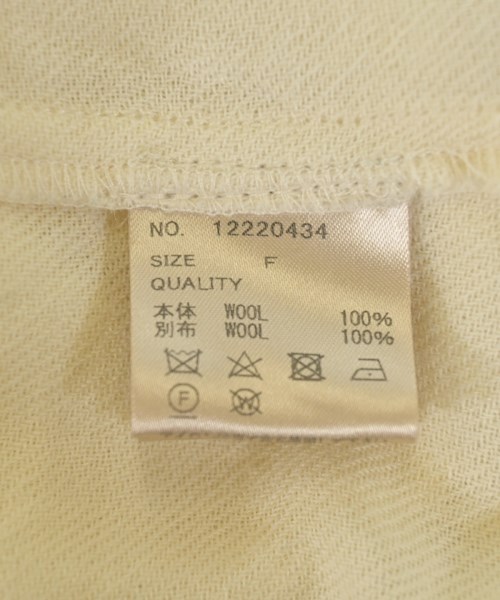 NO. 12220434
SIZE F
QUALITY
本体 WOOL 100%
別布 WOOL 100%
F W